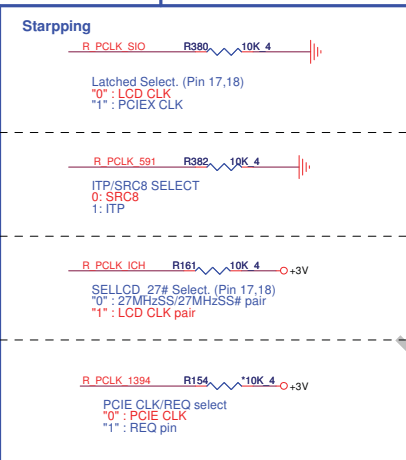 Starpping
R_PCLK_SIO R380 10K_4
Latched Select. (Pin 17,18)
"0" : LCD CLK
"1" : PCIEX CLK
R_PCLK_591 R382 10K_4
ITP/SRC8 SELECT
0: SRC8
1: ITP
R_PCLK_ICH R161 10K_4 +3V
SELLCD_27# Select. (Pin 17,18)
"0" : 27MHzSS/27MHzSS# pair
"1" : LCD CLK pair
R_PCLK_1394 R154 *10K_4 +3V
PCIE CLK/REQ select
"0" : PCIE CLK
"1" : REQ pin